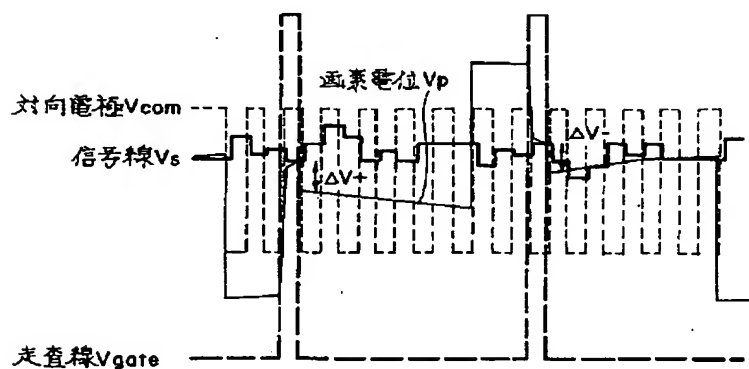 画素電位Vp
対向電極Vcom
信号線Vs
ΔV+
ΔV-
走査線Vgate